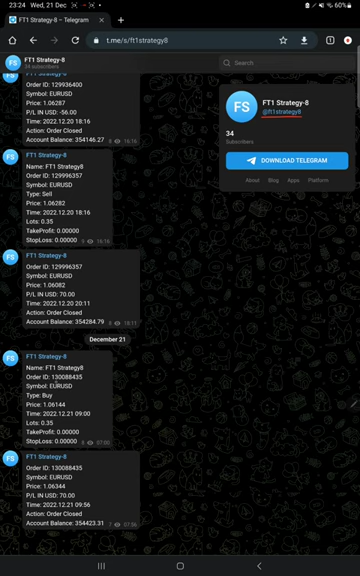 23:24 Wed, 21 Dec
60%
FT1 Strategy-8 – Telegram
t.me/s/ft1strategy8
1
FT1 Strategy-8
34 subscribers
Search
Order ID: 129936400
Symbol: EURUSD
Price: 1.06287
P/L IN USD: -56.00
Time: 2022.12.20 18:16
Action: Order Closed
Account Balance: 354146.27
16:16
FT1 Strategy-8
Name: FT1 Strategy8
Order ID: 129996357
Symbol: EURUSD
Type: Sell
Price: 1.06282
Time: 2022.12.20 18:16
Lots: 0.35
TakeProfit: 0.00000
StopLoss: 0.00000
16:16
FT1 Strategy-8
Order ID: 129996357
Symbol: EURUSD
Price: 1.06082
P/L IN USD: 70.00
Time: 2022.12.20 20:11
Action: Order Closed
Account Balance: 354284.79
18:11
December 21
FT1 Strategy-8
Name: FT1 Strategy8
Order ID: 130088435
Symbol: EURUSD
Type: Buy
Price: 1.06144
Time: 2022.12.21 09:00
Lots: 0.35
TakeProfit: 0.00000
StopLoss: 0.00000
07:00
FT1 Strategy-8
Order ID: 130088435
Symbol: EURUSD
Price: 1.06344
P/L IN USD: 70.00
Time: 2022.12.21 09:56
Action: Order Closed
Account Balance: 354423.31
07:56
FS
FT1 Strategy-8
@ft1strategy8
34
Subscribers
DOWNLOAD TELEGRAM
About Blog Apps Platform